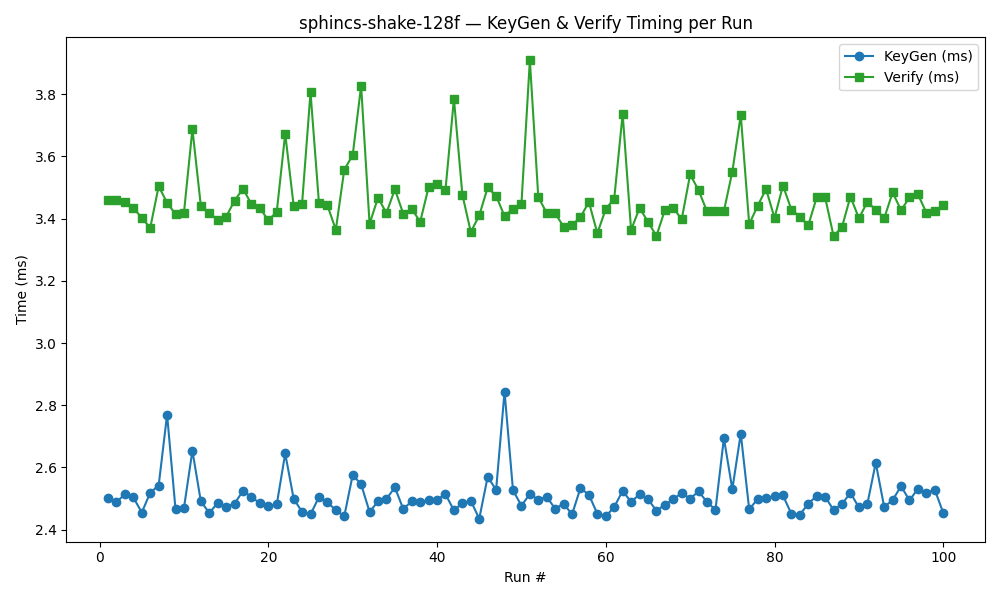 sphincs-shake-128f — KeyGen & Verify Timing per Run
KeyGen (ms)
Verify (ms)
Time (ms)
3.8
3.6
3.4
3.2
3.0
2.8
2.6
2.4
0
20
40
60
80
100
Run #